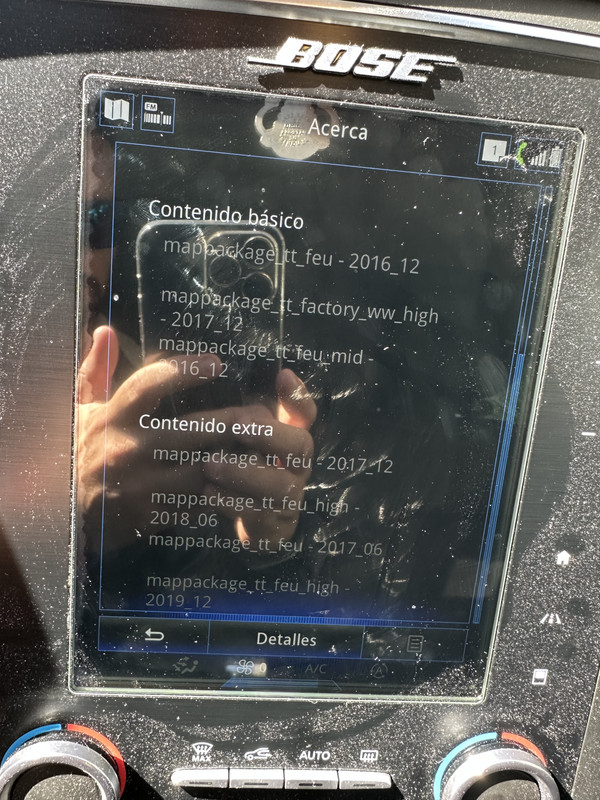 BOSE
FM
Acerca
1
Contenido básico
mappackage_tt_feu - 2016_12
mappackage_tt_factory_ww_high
- 2017_12
mappackage_tt_feu_mid -
2016_12
Contenido extra
mappackage_tt_feu - 2017_12
mappackage_tt_feu_high -
2018_06
mappackage_tt_feu - 2017_06
mappackage_tt_feu_high
2019_12
Detalles
0
A/C
MAX
AUTO